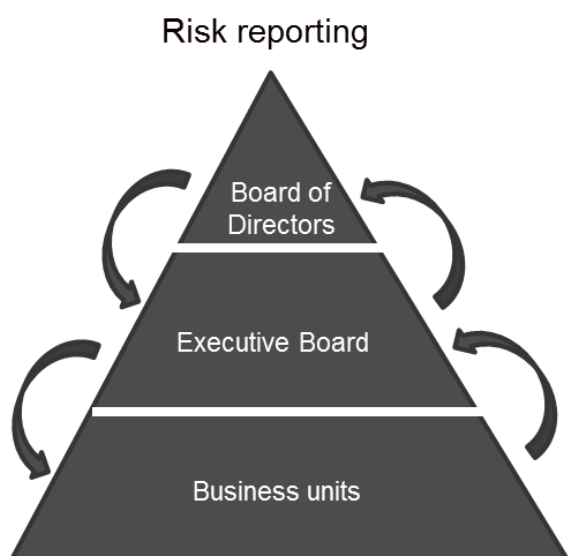 Risk reporting
Board of
Directors
Executive Board
Business units